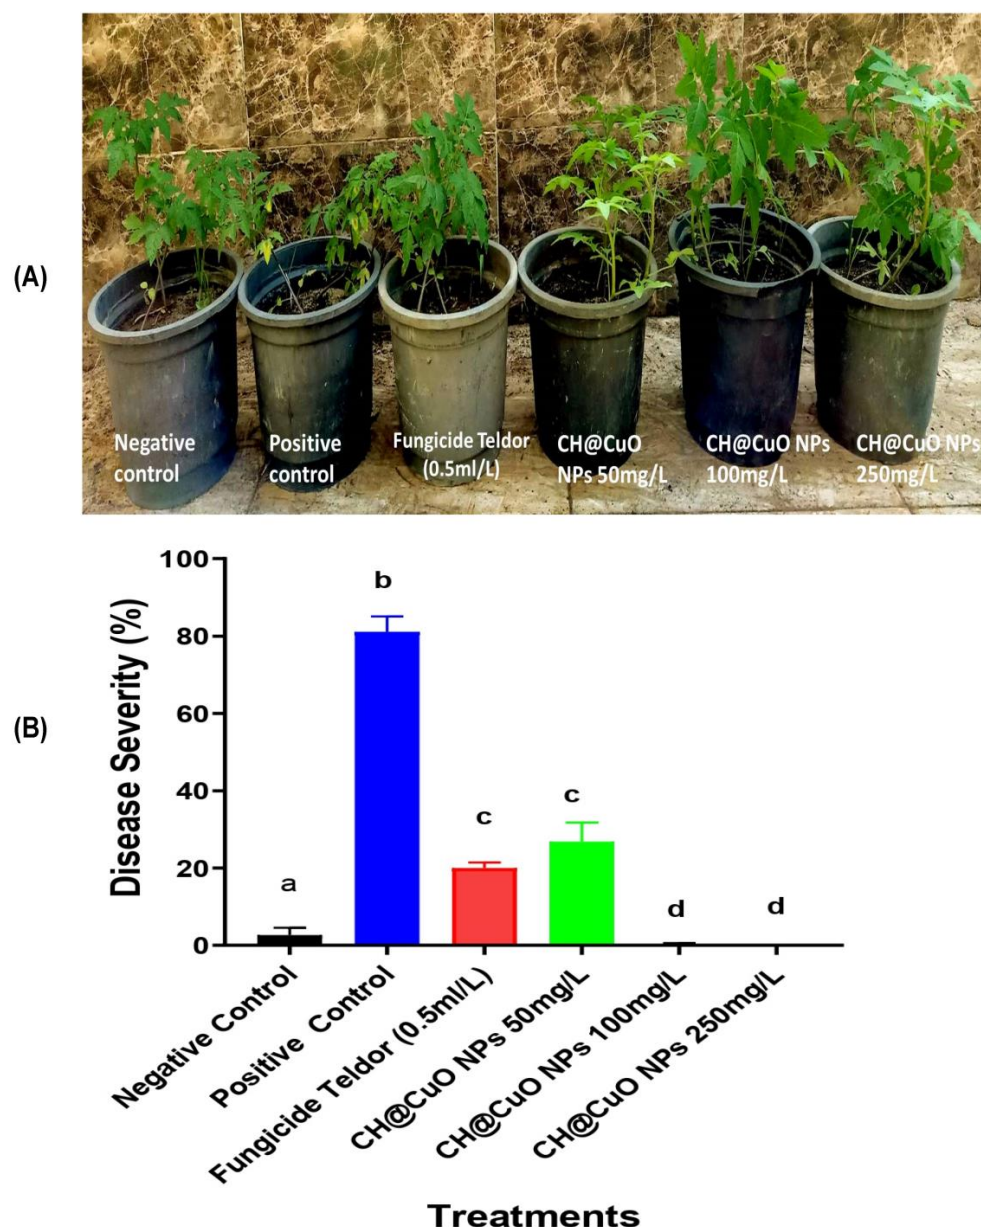 (A)
Negative
control
Positive
control
Fungicide Teldor
(0.5ml/L)
CH@CuO
NPs 50mg/L
CH@CuO NPs
100mg/L
CH@CuO NPs
250mg/L
(B)
Disease Severity (%)
100
80
60
40
20
0
a
b
c
c
d
d
Negative Control
Positive Control
Fungicide Teldor (0.5ml/L)
CH@CuO NPs 50mg/L
CH@CuO NPs 100mg/L
CH@CuO NPs 250mg/L
Treatments